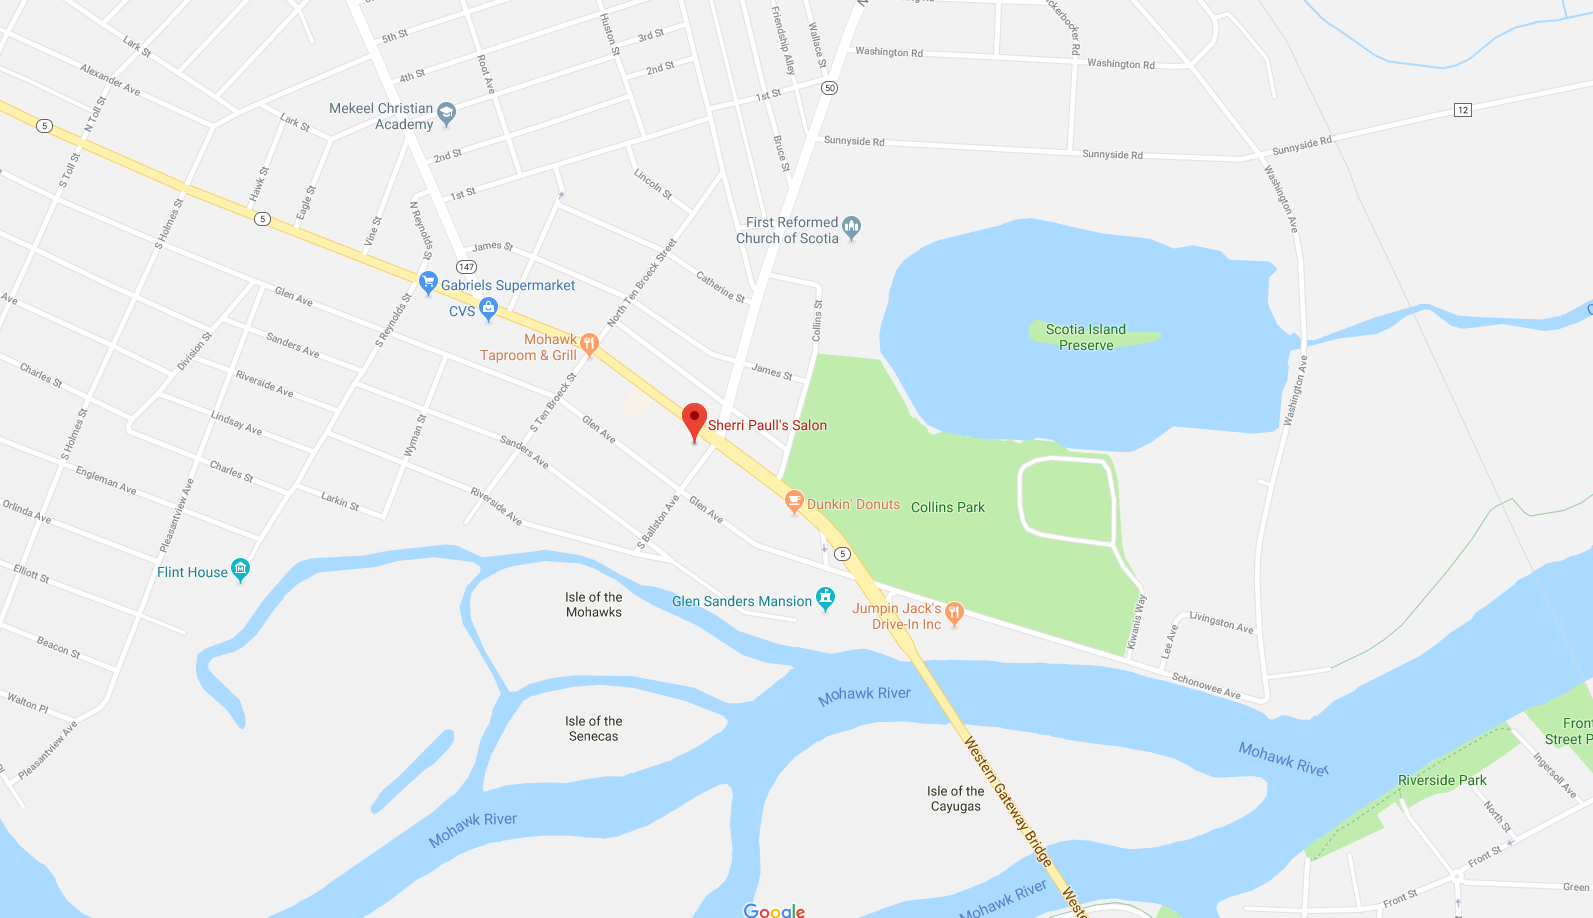 Washington Rd
Washington Rd
Lark St
5th St
Huston St
3rd St
Friendship Alley
Wallace St
Alexander Ave
4th St
Root Ave
2nd St
1st St
50
12
N Toll St
5
Mekeel Christian
Academy
Lark St
2nd St
Bruce St
Sunnyside Rd
Sunnyside Rd
Sunnyside Rd
S Toll St
Hawk St
Eagle St
1st St
Lincoln St
Washington Ave
5
S Holmes St
Vine St
N Reynolds St
James St
First Reformed
Church of Scotia
147
North Ten Broeck Street
Catherine St
Gabriels Supermarket
CVS
Glen Ave
Ave
S Reynolds St
Collins St
Scotia Island
Preserve
Mohawk
Taproom & Grill
Division St
Sanders Ave
James St
Charles St
Riverside Ave
S Ten Broeck St
Washington Ave
Lindsay Ave
Wyman St
Glen Ave
Sherri Paull's Salon
S Holmes St
Sanders Ave
Charles St
Engleman Ave
Larkin St
Riverside Ave
Glen Ave
S Ballston Ave
Dunkin' Donuts
Collins Park
Orlinda Ave
Pleasantview Ave
5
Elliott St
Flint House
Isle of the
Mohawks
Glen Sanders Mansion
Jumpin Jack's
Drive-In Inc
Kiwanis Way
Livingston Ave
Lee Ave
Beacon St
Schonowee Ave
Walton Pl
Mohawk River
Isle of the
Senecas
Pleasantview Ave
Western Gateway Bridge
Mohawk River
Front
Street P
Ingersoll Ave
Riverside Park
Isle of the
Cayugas
Mohawk River
North St
Front St
Mohawk River
Weste
Front St
Green
Google